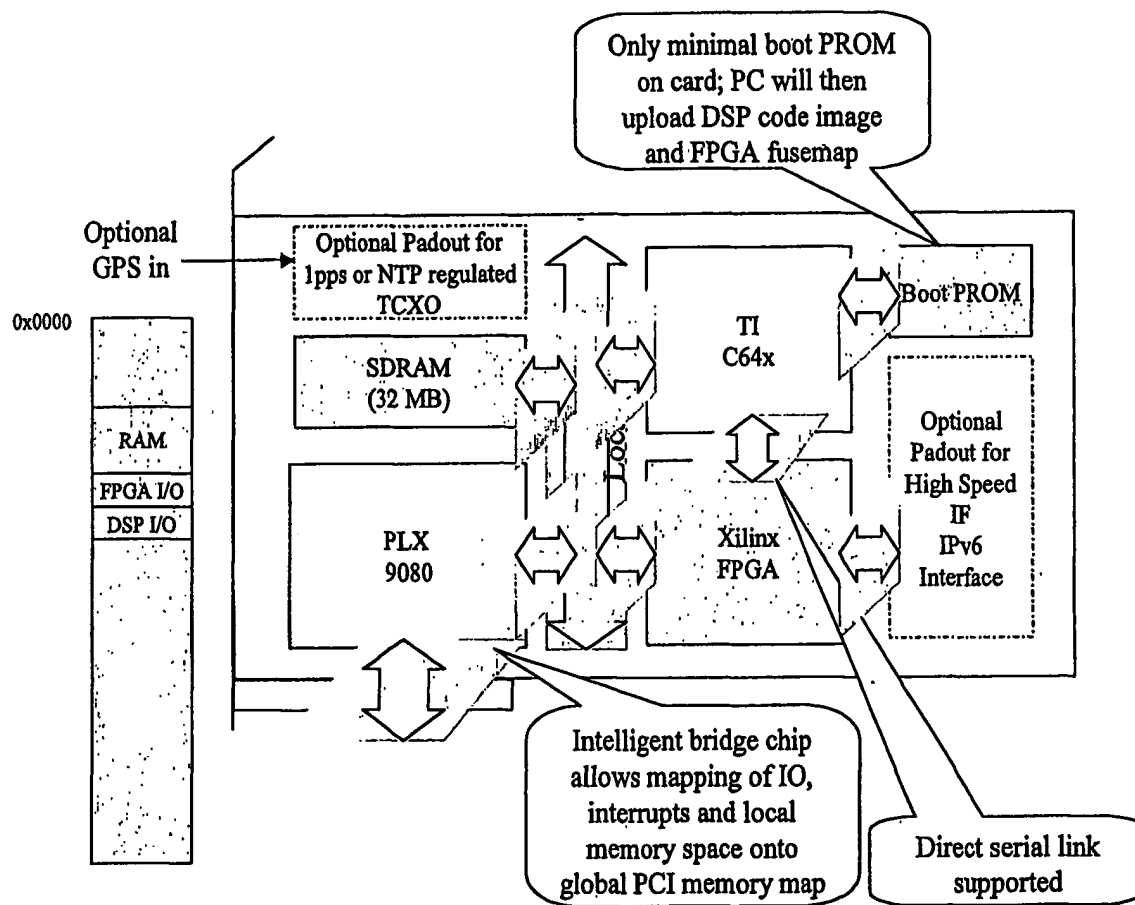 Only minimal boot PROM
on card; PC will then
upload DSP code image
and FPGA fusemap
Optional
GPS in
Optional Padout for
1pps or NTP regulated
TCXO
0x0000
SDRAM
(32 MB)
TI
C64x
Boot PROM
RAM
FPGA I/O
DSP I/O
PLX
9080
Xilinx
FPGA
Optional
Padout for
High Speed
IF
IPv6
Interface
Intelligent bridge chip
allows mapping of IO,
interrupts and local
memory space onto
global PCI memory map
Direct serial link
supported